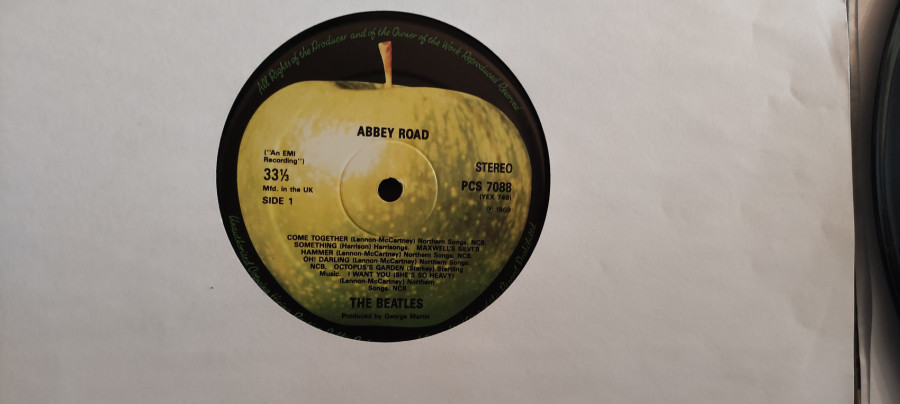 All Rights of the Producer and of the Owner of the Work Reproduced Reserved
ABBEY ROAD
("An EMI
Recording")
33⅓
Mfd. in the UK
SIDE 1
STEREO
PCS 7088
(YEX 749)
℗ 1969
COME TOGETHER (Lennon-McCartney) Northern Songs. NCB.
SOMETHING (Harrison) Harrisongs. MAXWELL'S SILVER
HAMMER (Lennon-McCartney) Northern Songs. NCB.
OH! DARLING (Lennon-McCartney) Northern Songs.
NCB. OCTOPUS'S GARDEN (Starkey) Startling
Music. I WANT YOU (SHE'S SO HEAVY)
(Lennon-McCartney) Northern
Songs. NCB
THE BEATLES
Produced by George Martin
Unauthorised